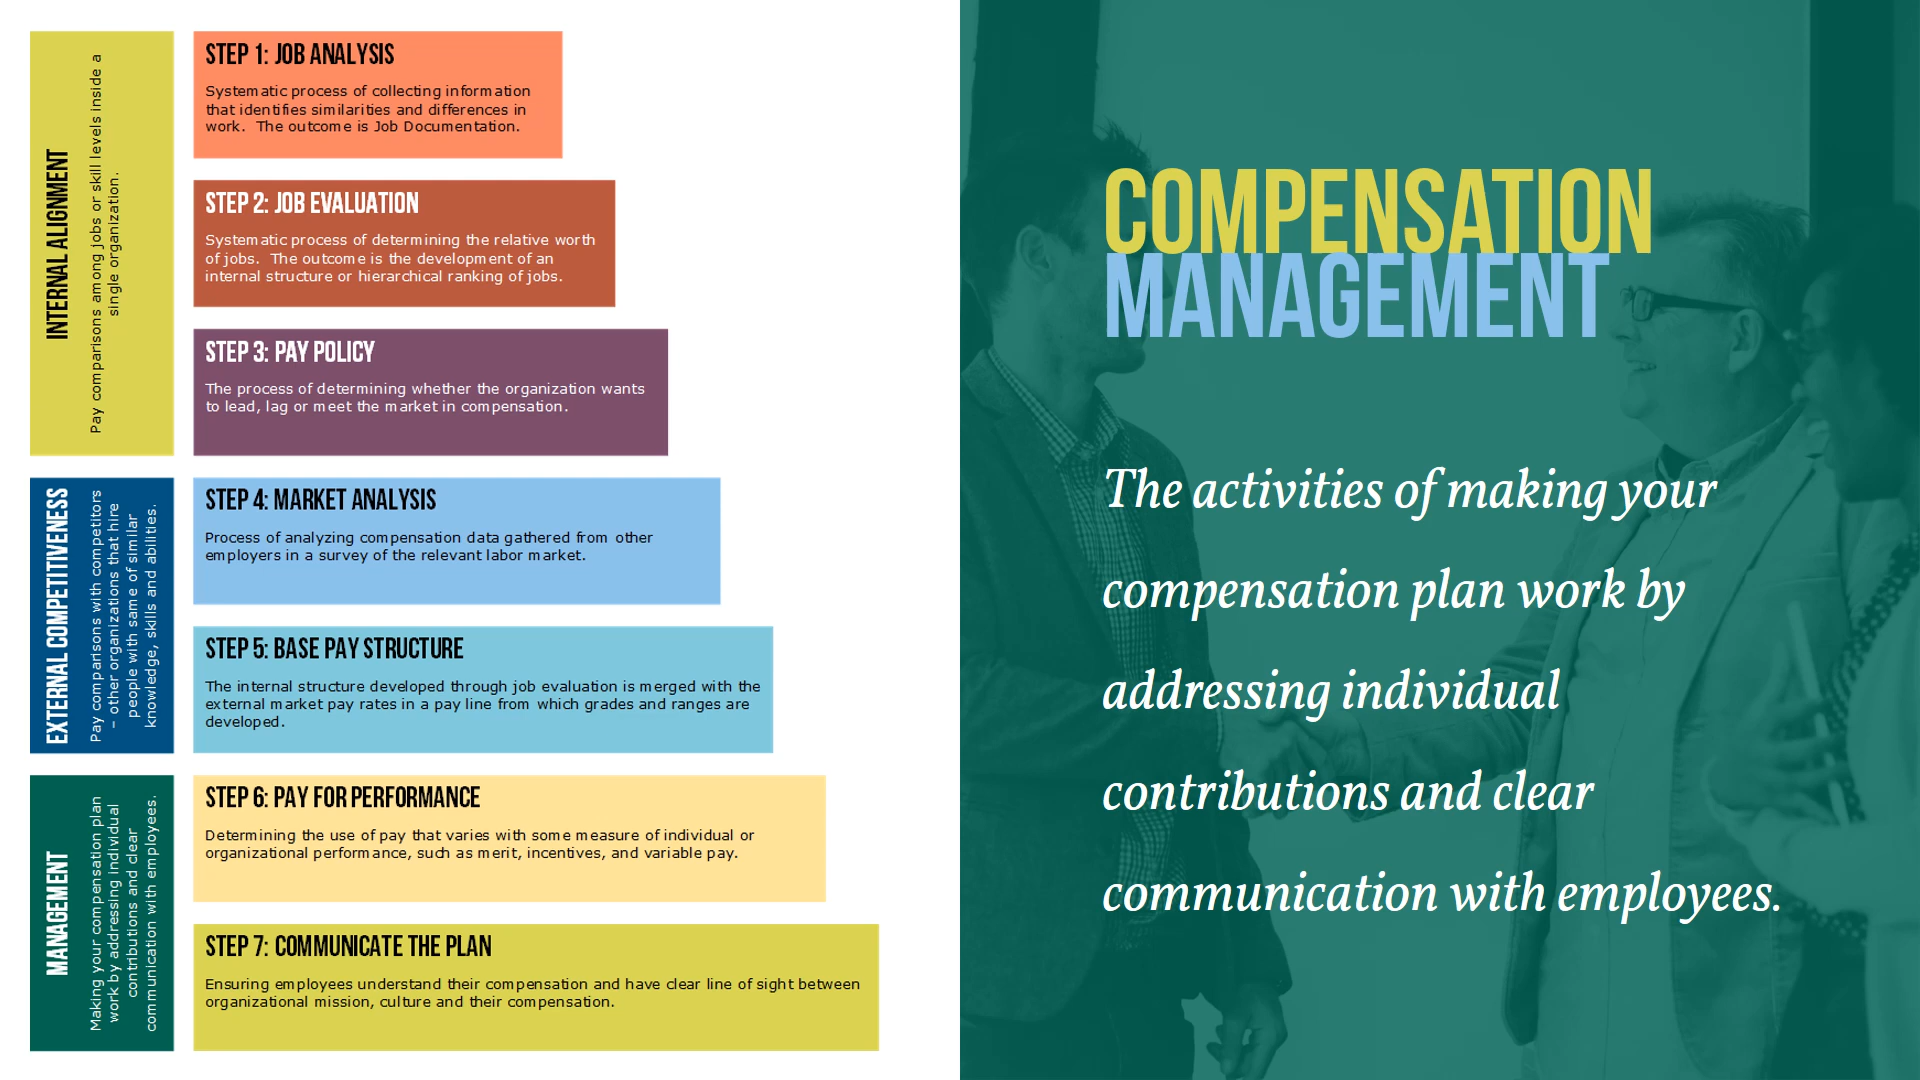 INTERNAL ALIGNMENT
Pay comparisons among jobs or skill levels inside a
single organization.
STEP 1: JOB ANALYSIS
Systematic process of collecting information
that identifies similarities and differences in
work.  The outcome is Job Documentation.
STEP 2: JOB EVALUATION
Systematic process of determining the relative worth
of jobs.  The outcome is the development of an
internal structure or hierarchical ranking of jobs.
STEP 3: PAY POLICY
The process of determining whether the organization wants
to lead, lag or meet the market in compensation.
EXTERNAL COMPETITIVENESS
Pay comparisons with competitors
– other organizations that hire
people with same of similar
knowledge, skills and abilities.
STEP 4: MARKET ANALYSIS
Process of analyzing compensation data gathered from other
employers in a survey of the relevant labor market.
STEP 5: BASE PAY STRUCTURE
The internal structure developed through job evaluation is merged with the
external market pay rates in a pay line from which grades and ranges are
developed.
MANAGEMENT
Making your compensation plan
work by addressing individual
contributions and clear
communication with employees.
STEP 6: PAY FOR PERFORMANCE
Determining the use of pay that varies with some measure of individual or
organizational performance, such as merit, incentives, and variable pay.
STEP 7: COMMUNICATE THE PLAN
Ensuring employees understand their compensation and have clear line of sight between
organizational mission, culture and their compensation.
COMPENSATION
MANAGEMENT
The activities of making your
compensation plan work by
addressing individual
contributions and clear
communication with employees.